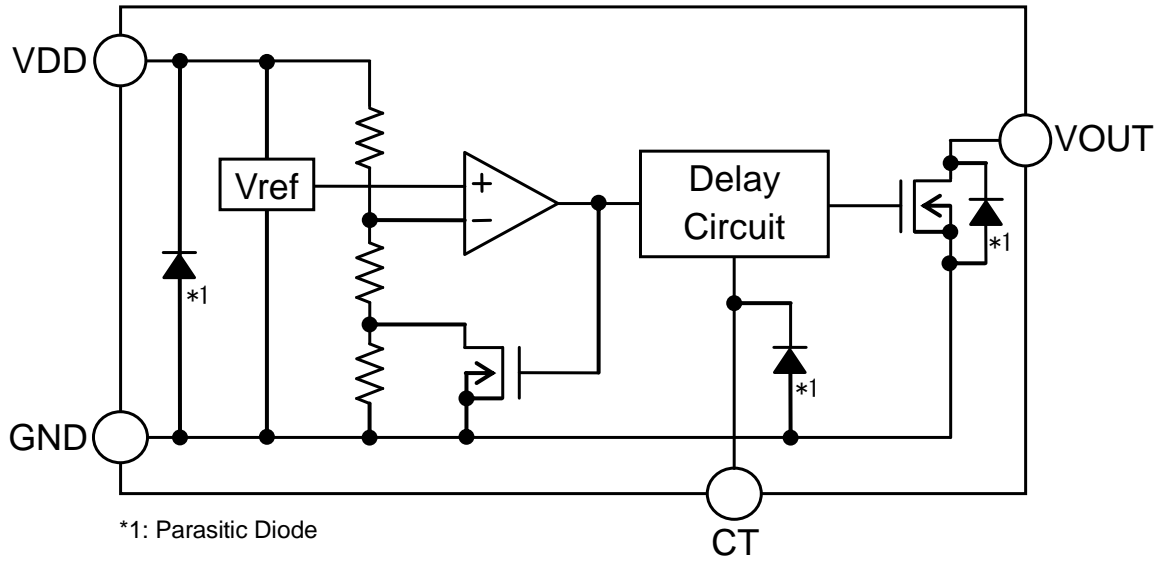 VDD
VOUT
Vref
+
−
Delay
Circuit
*1
*1
*1
GND
CT
*1: Parasitic Diode